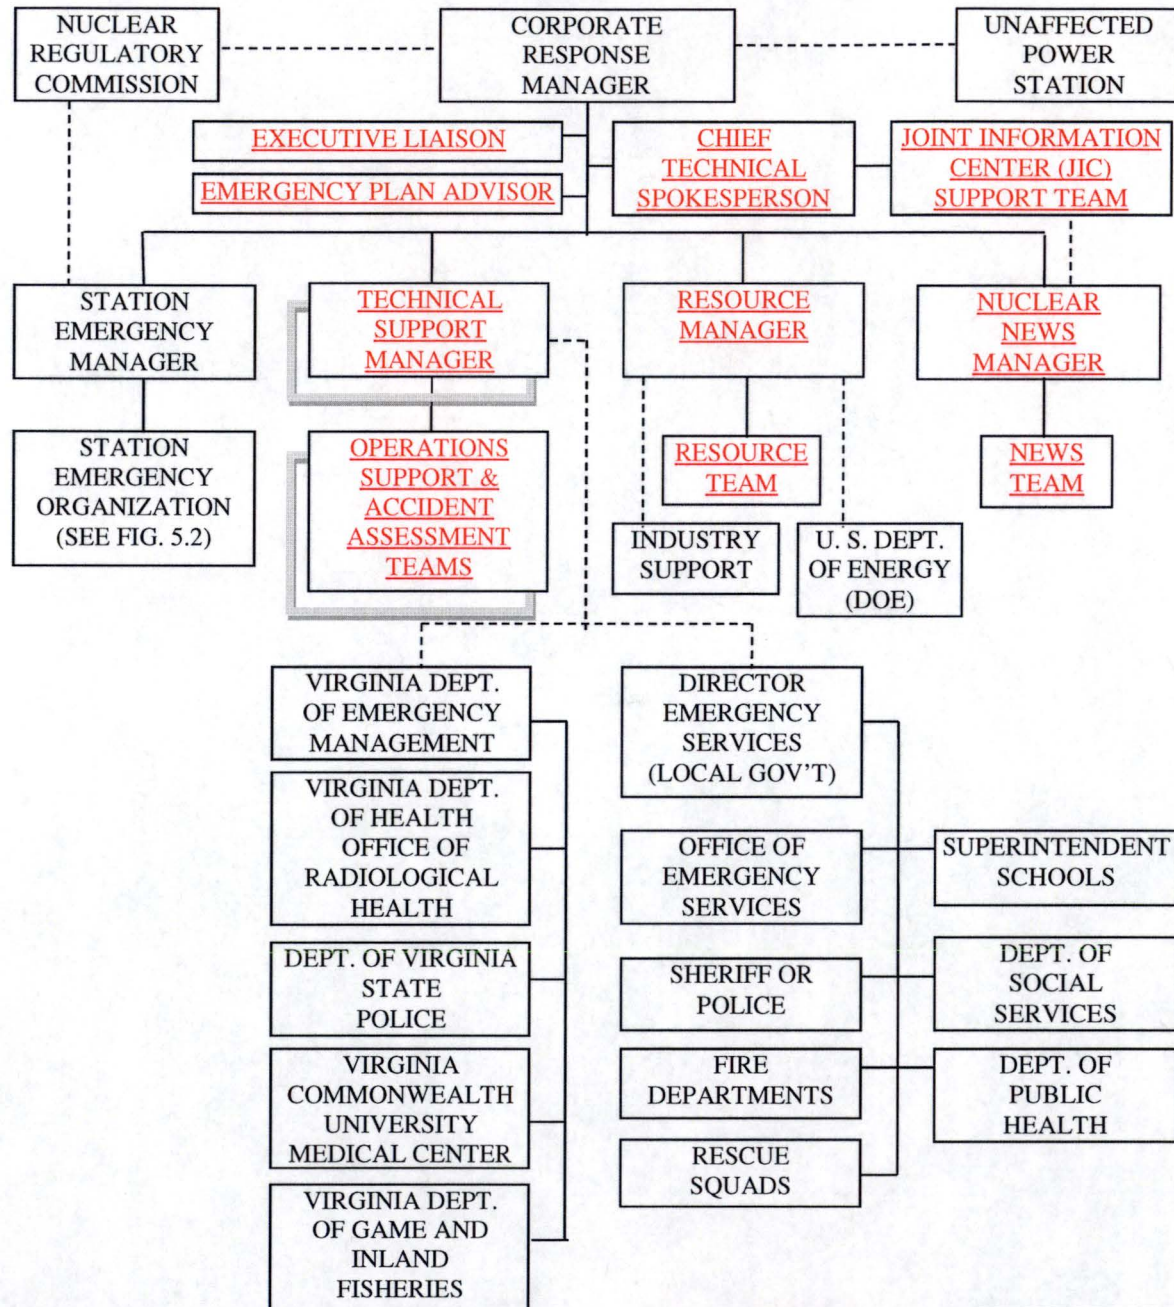 NUCLEAR
REGULATORY
COMMISSION
CORPORATE
RESPONSE
MANAGER
UNAFFECTED
POWER
STATION
EXECUTIVE LIAISON
EMERGENCY PLAN ADVISOR
CHIEF
TECHNICAL
SPOKESPERSON
JOINT INFORMATION
CENTER (JIC)
SUPPORT TEAM
STATION
EMERGENCY
MANAGER
TECHNICAL
SUPPORT
MANAGER
RESOURCE
MANAGER
NUCLEAR
NEWS
MANAGER
STATION
EMERGENCY
ORGANIZATION
(SEE FIG. 5.2)
OPERATIONS
SUPPORT &
ACCIDENT
ASSESSMENT
TEAMS
RESOURCE
TEAM
NEWS
TEAM
INDUSTRY
SUPPORT
U. S. DEPT.
OF ENERGY
(DOE)
VIRGINIA DEPT.
OF EMERGENCY
MANAGEMENT
DIRECTOR
EMERGENCY
SERVICES
(LOCAL GOV'T)
VIRGINIA DEPT.
OF HEALTH
OFFICE OF
RADIOLOGICAL
HEALTH
OFFICE OF
EMERGENCY
SERVICES
SUPERINTENDENT
SCHOOLS
DEPT. OF VIRGINIA
STATE
POLICE
SHERIFF OR
POLICE
DEPT. OF
SOCIAL
SERVICES
VIRGINIA
COMMONWEALTH
UNIVERSITY
MEDICAL CENTER
FIRE
DEPARTMENTS
DEPT. OF
PUBLIC
HEALTH
RESCUE
SQUADS
VIRGINIA DEPT.
OF GAME AND
INLAND
FISHERIES